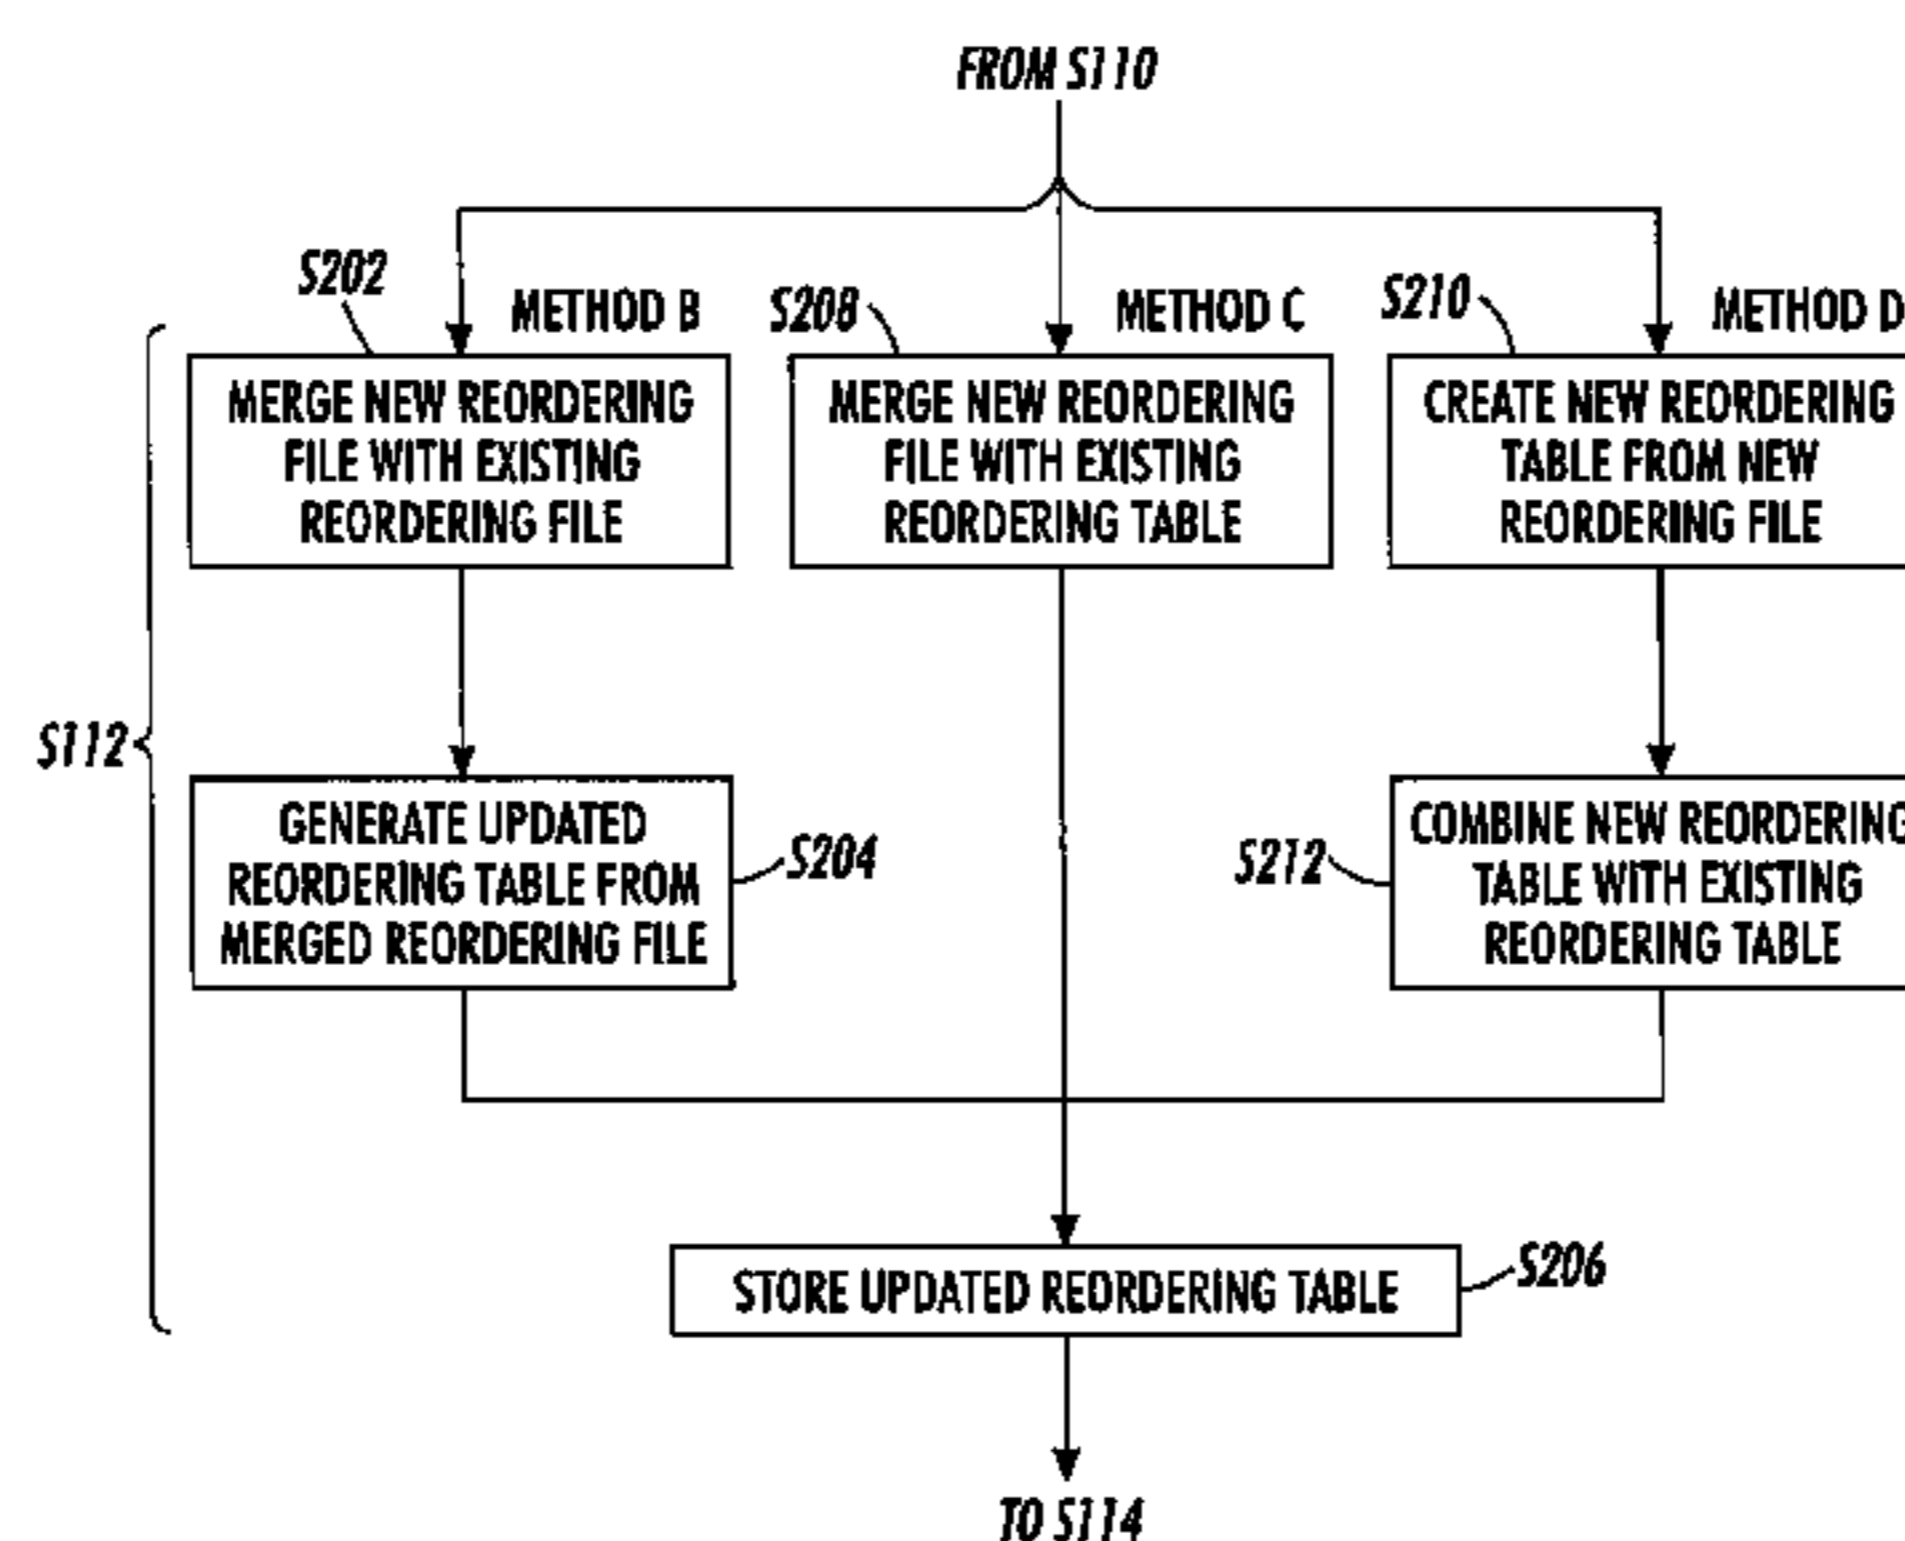 FROM S110
S202
METHOD B
S208
METHOD C
S210
METHOD D
MERGE NEW REORDERING
FILE WITH EXISTING
REORDERING FILE
MERGE NEW REORDERING
FILE WITH EXISTING
REORDERING TABLE
CREATE NEW REORDERING
TABLE FROM NEW
REORDERING FILE
S112
GENERATE UPDATED
REORDERING TABLE FROM
MERGED REORDERING FILE
S204
S212
COMBINE NEW REORDERING
TABLE WITH EXISTING
REORDERING TABLE
STORE UPDATED REORDERING TABLE
S206
TO S114